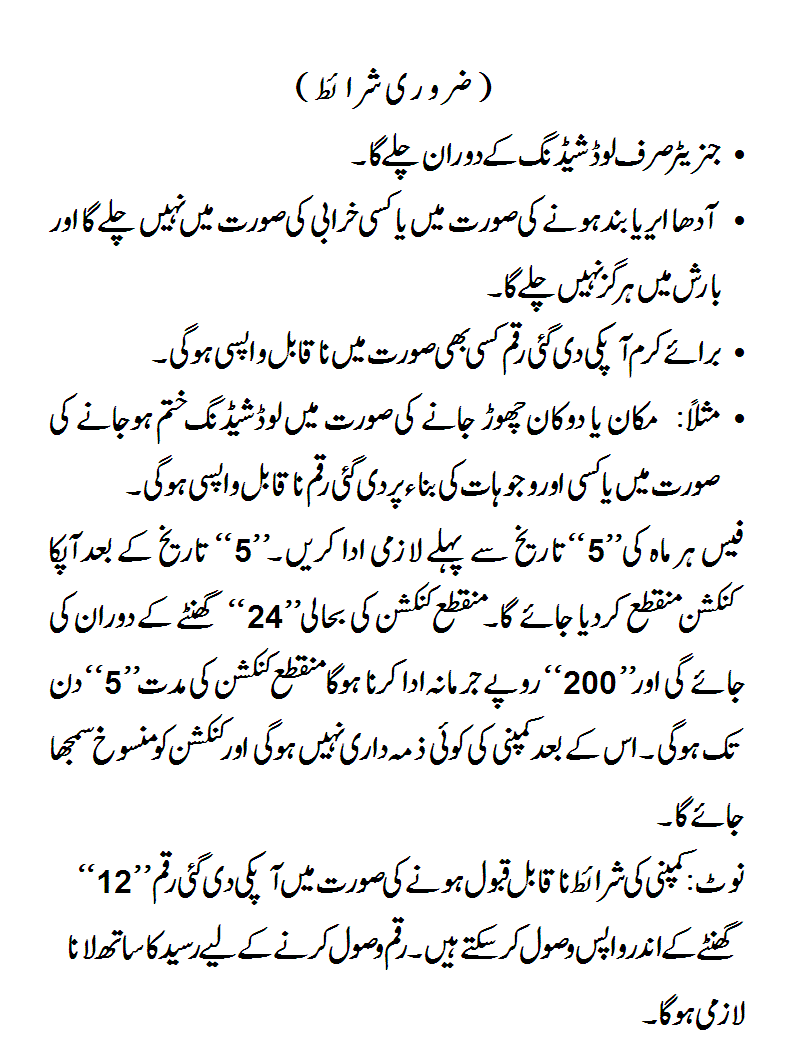 (ضروری شرائط)
• جنریٹر صرف لوڈ شیڈنگ کے دوران چلے گا۔
• آدھا ایریا بند ہونے کی صورت میں یا کسی خرابی کی صورت میں نہیں چلے گا اور
بارش میں ہرگز نہیں چلے گا۔
• برائے کرم آپکی دی گئی رقم کسی بھی صورت میں نا قابل واپسی ہوگی۔
• مثلاً: مکان یا دوکان چھوڑ جانے کی صورت میں لوڈ شیڈنگ ختم ہو جانے کی
صورت میں یا کسی اور وجوہات کی بناء پر دی گئی رقم نا قابل واپسی ہوگی۔
فیس ہر ماہ کی ”5“ تاریخ سے پہلے لازمی ادا کریں۔ ”5“ تاریخ کے بعد آپکا
کنکشن منقطع کر دیا جائے گا۔ منقطع کنکشن کی بحالی ”24“ گھنٹے کے دوران کی
جائے گی اور ”200“ روپے جرمانہ ادا کرنا ہوگا منقطع کنکشن کی مدت ”5“ دن
تک ہوگی۔ اس کے بعد کمپنی کی کوئی ذمہ داری نہیں ہوگی اور کنکشن کو منسوخ سمجھا
جائے گا۔
نوٹ: کمپنی کی شرائط نا قابل قبول ہونے کی صورت میں آپکی دی گئی رقم ”12“
گھنٹے کے اندر واپس وصول کر سکتے ہیں۔ رقم وصول کرنے کے لیے رسید کا ساتھ لانا
لازمی ہوگا۔